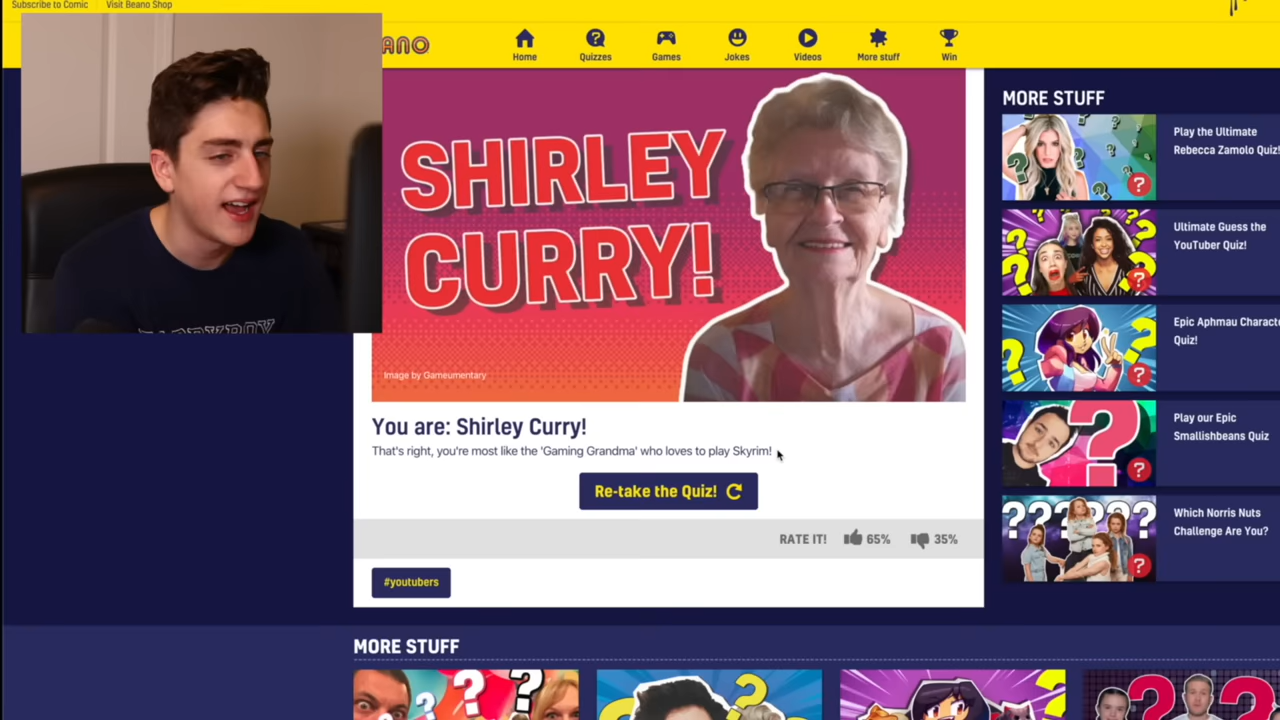 Subscribe to Comic
Visit Beano Shop
ANO
Home
Quizzes
Games
Jokes
Videos
More stuff
Win
SHIRLEY
CURRY!
Image by Gameumentary
You are: Shirley Curry!
That's right, you're most like the 'Gaming Grandma' who loves to play Skyrim!
Re-take the Quiz!
RATE IT!
65%
35%
#youtubers
MORE STUFF
Play the Ultimate
Rebecca Zamolo Quiz!
Ultimate Guess the
YouTuber Quiz!
Epic Aphmau Charact
Quiz!
Play our Epic
Smallishbeans Quiz
Which Norris Nuts
Challenge Are You?
MORE STUFF